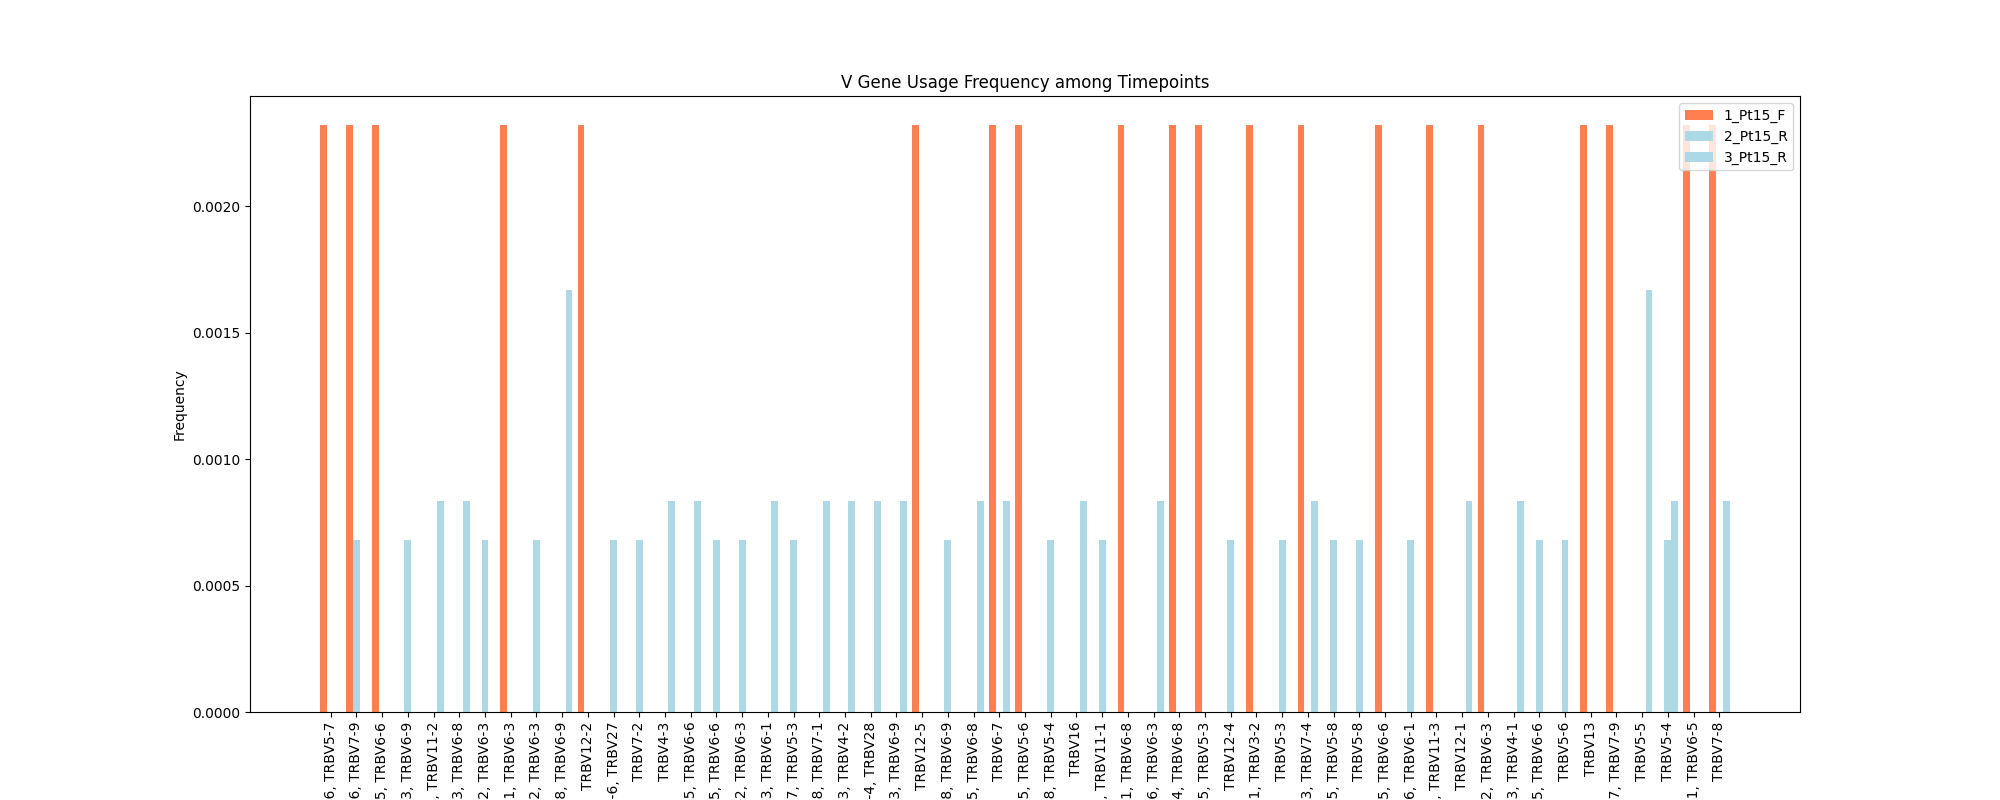 V Gene Usage Frequency among Timepoints
1_Pt15_F
2_Pt15_R
3_Pt15_R
Frequency
0.0020
0.0015
0.0010
0.0005
0.0000
6, TRBV5-7
6, TRBV7-9
5, TRBV6-6
3, TRBV6-9
, TRBV11-2
3, TRBV6-8
2, TRBV6-3
1, TRBV6-3
2, TRBV6-3
8, TRBV6-9
TRBV12-2
-6, TRBV27
TRBV7-2
TRBV4-3
5, TRBV6-6
5, TRBV6-6
2, TRBV6-3
3, TRBV6-1
7, TRBV5-3
8, TRBV7-1
3, TRBV4-2
-4, TRBV28
3, TRBV6-9
TRBV12-5
8, TRBV6-9
5, TRBV6-8
TRBV6-7
5, TRBV5-6
8, TRBV5-4
TRBV16
, TRBV11-1
1, TRBV6-8
6, TRBV6-3
4, TRBV6-8
5, TRBV5-3
TRBV12-4
1, TRBV3-2
TRBV5-3
3, TRBV7-4
5, TRBV5-8
TRBV5-8
5, TRBV6-6
6, TRBV6-1
, TRBV11-3
TRBV12-1
2, TRBV6-3
3, TRBV4-1
5, TRBV6-6
TRBV5-6
TRBV13
7, TRBV7-9
TRBV5-5
TRBV5-4
1, TRBV6-5
TRBV7-8